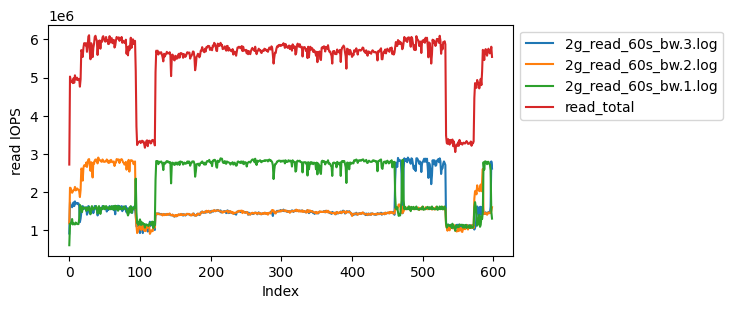 1e6
6
5
4
3
2
1
read IOPS
0
100
200
300
400
500
600
Index
2g_read_60s_bw.3.log
2g_read_60s_bw.2.log
2g_read_60s_bw.1.log
read_total